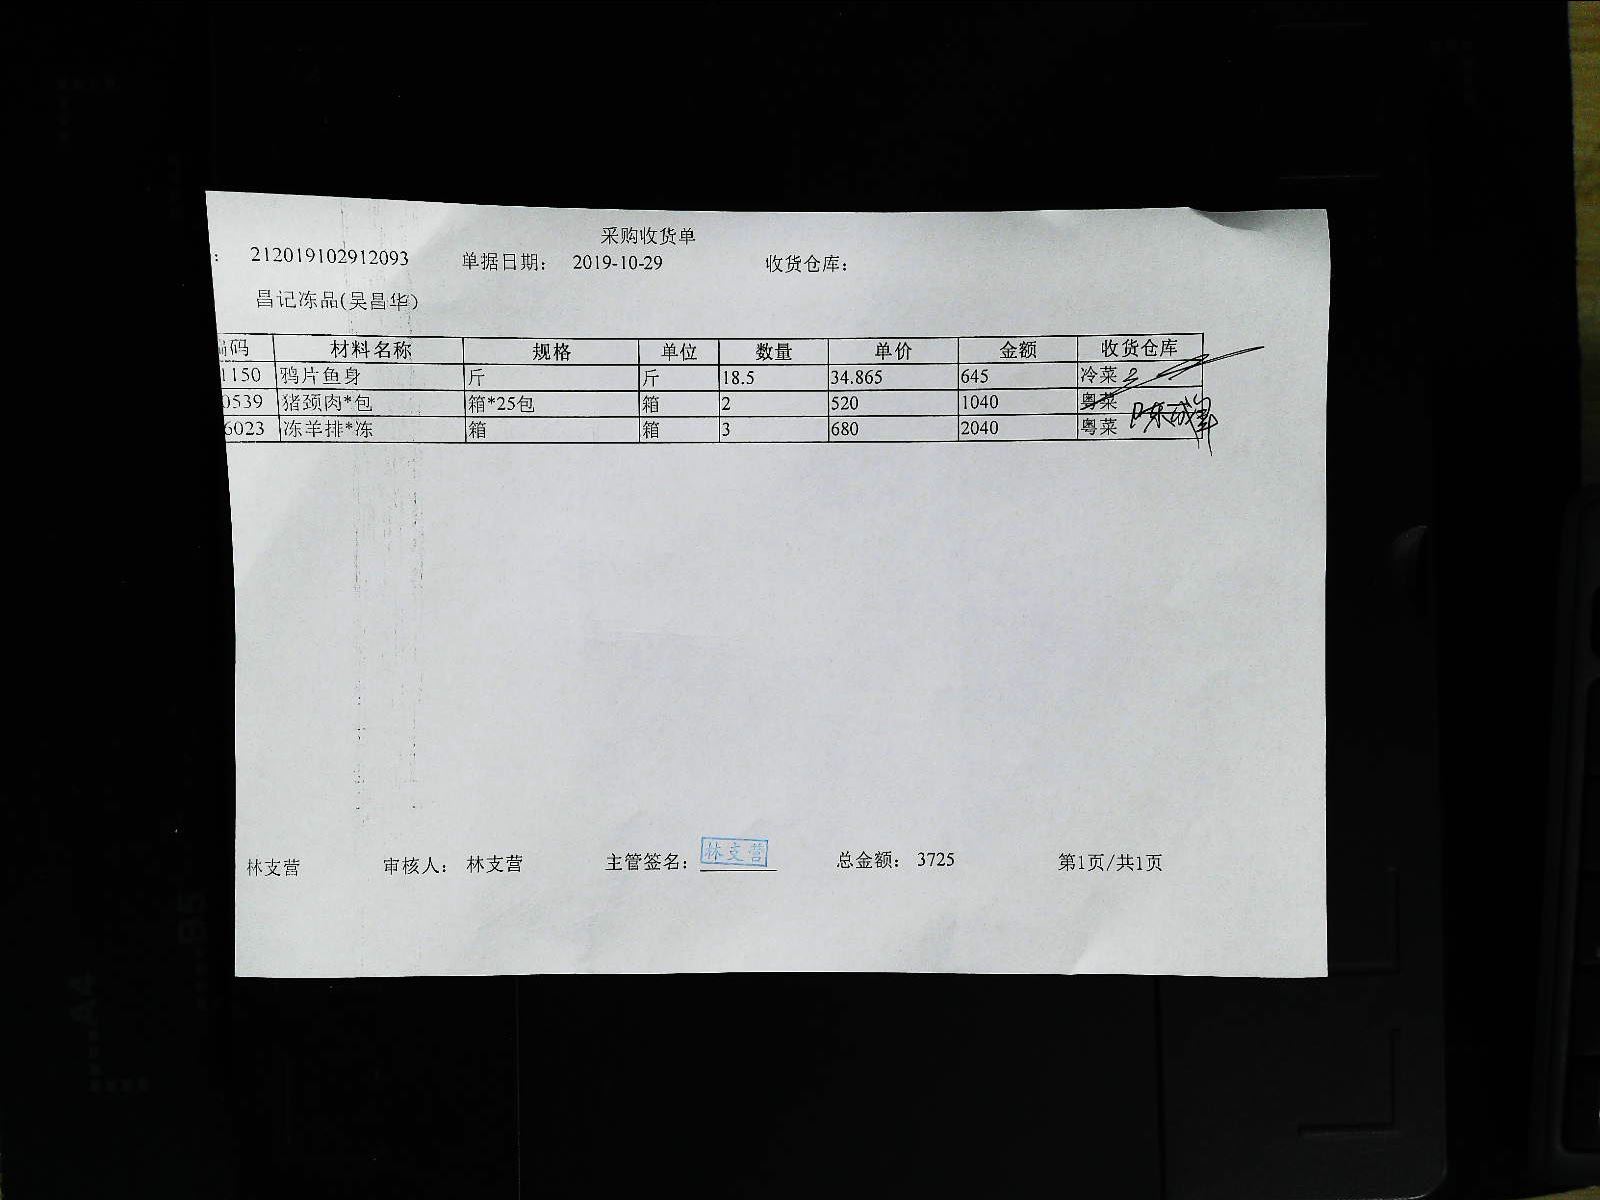 采购收货单
: 212019102912093 单据日期: 2019-10-29 收货仓库:
昌记冻品(吴昌华)
编码 材料名称 规格 单位 数量 单价 金额 收货仓库
1150 鸦片鱼身 斤 斤 18.5 34.865 645 冷菜
0539 猪颈肉*包 箱*25包 箱 2 520 1040 粤菜
6023 冻羊排*冻 箱 箱 3 680 2040 粤菜
林支营 审核人: 林支营 主管签名: 林支营 总金额: 3725 第1页/共1页